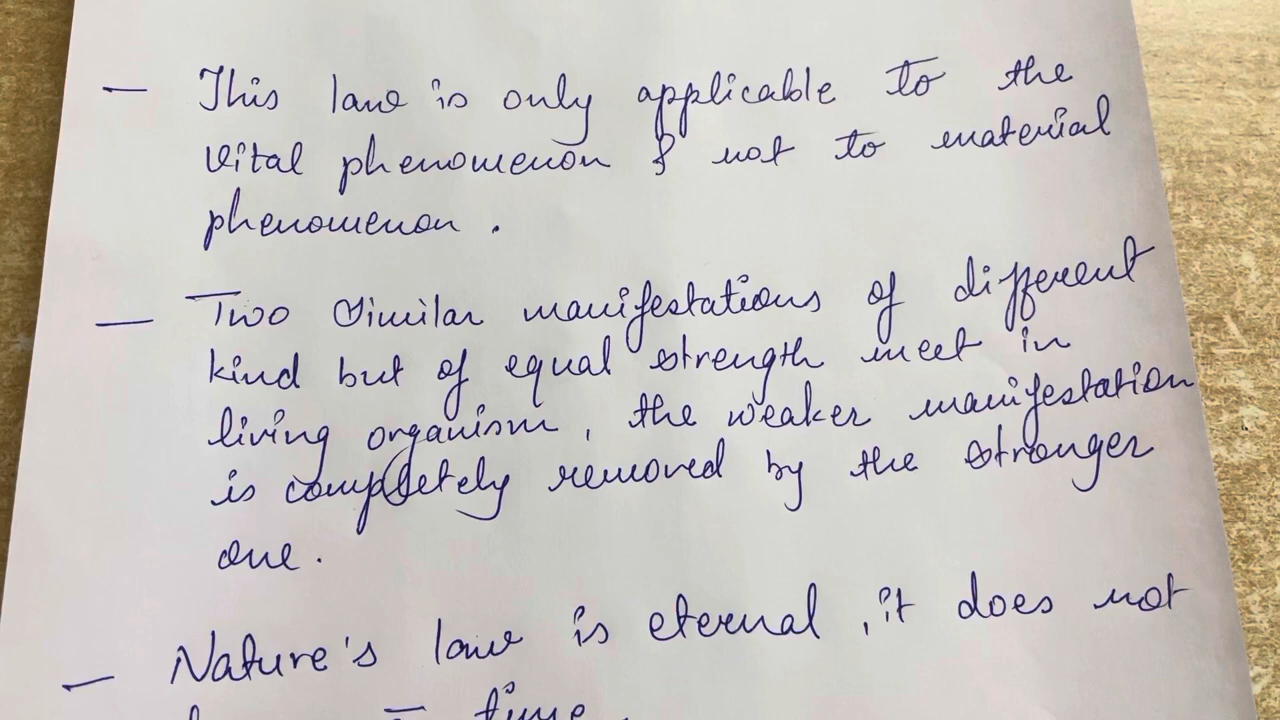 — This law is only applicable to the
vital phenomenon & not to material
phenomenon.
— Two similar manifestations of different
kind but of equal strength meet in
living organism, the weaker manifestation
is completely removed by the stronger
one.
— Nature's law is eternal, it does not
time.